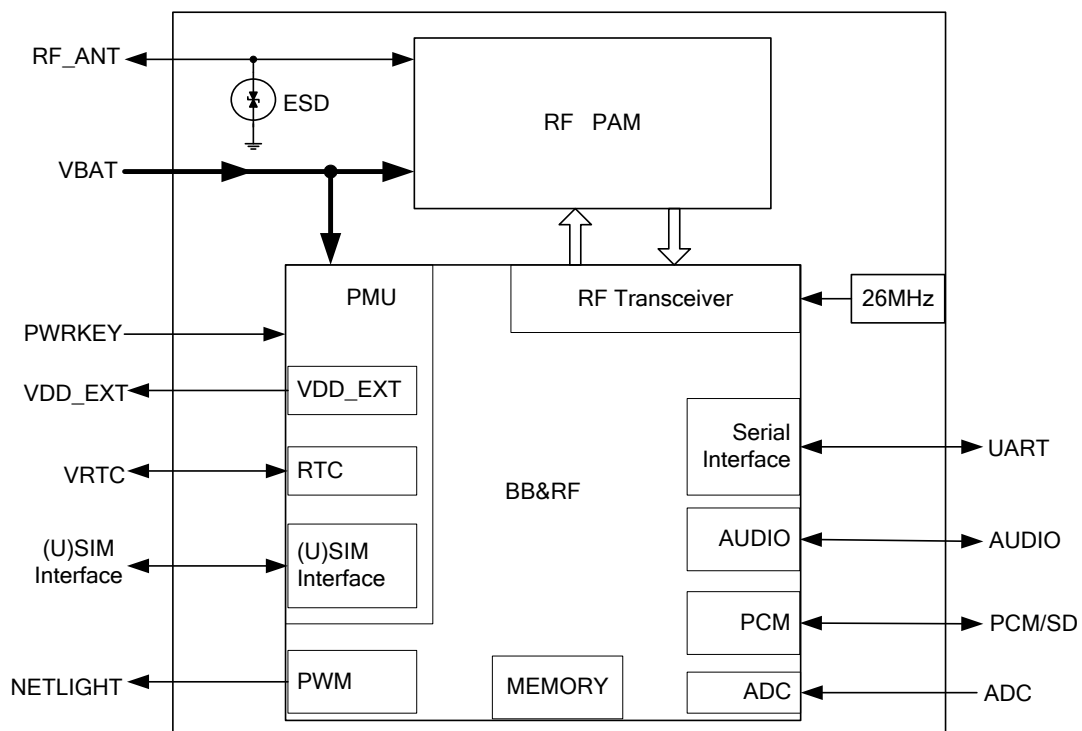 RF_ANT
ESD
RF PAM
VBAT
PMU
RF Transceiver
26MHz
PWRKEY
VDD_EXT
VDD_EXT
Serial
Interface
UART
VRTC
RTC
BB&RF
(U)SIM
Interface
(U)SIM
Interface
AUDIO
AUDIO
PCM
PCM/SD
NETLIGHT
PWM
MEMORY
ADC
ADC